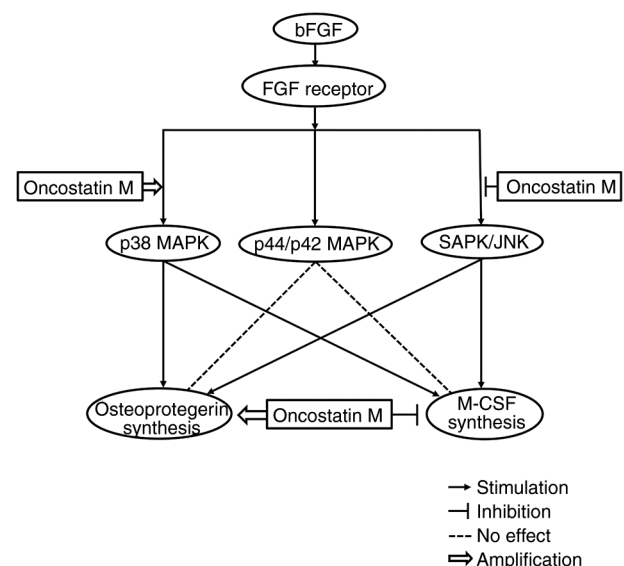 bFGF
FGF receptor
Oncostatin M
Oncostatin M
p38 MAPK
p44/p42 MAPK
SAPK/JNK
Osteoprotegerin
synthesis
Oncostatin M
M-CSF
synthesis
Stimulation
Inhibition
No effect
Amplification